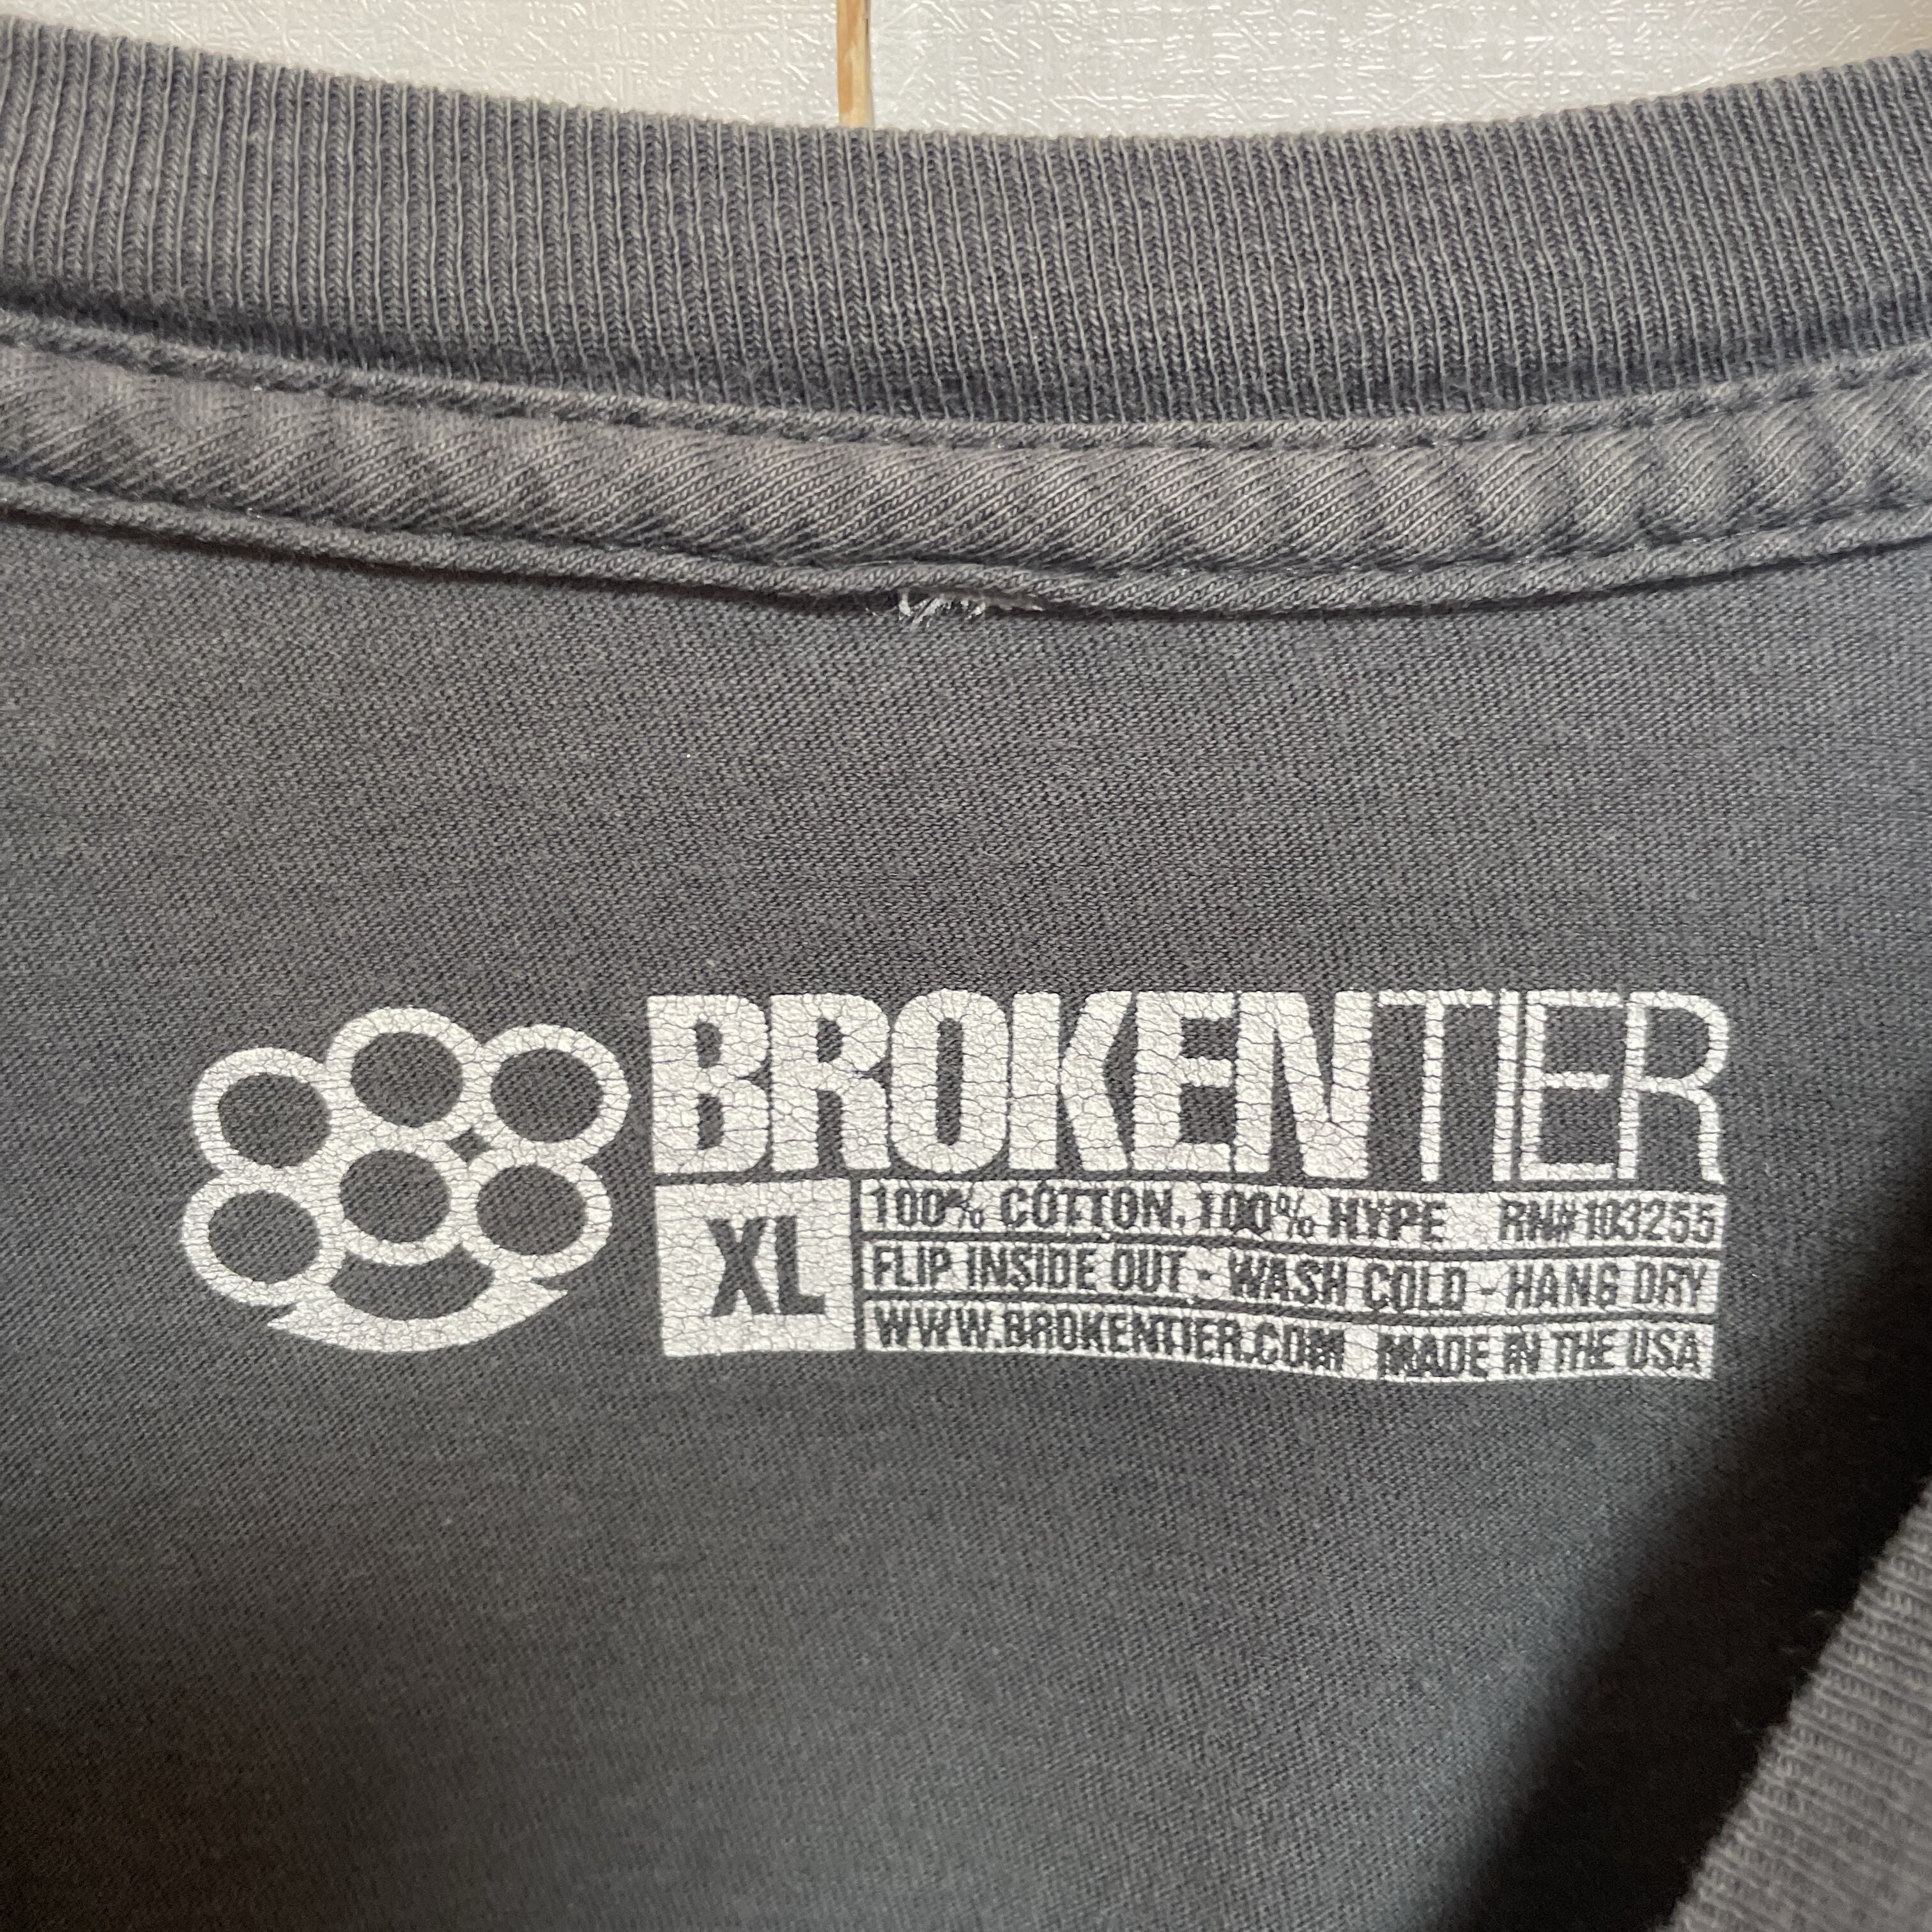 BROKENTIER
XL
100% COTTON, 100% HYPE RN#103255
FLIP INSIDE OUT - WASH COLD - HANG DRY
WWW.BROKENTIER.COM MADE IN THE USA